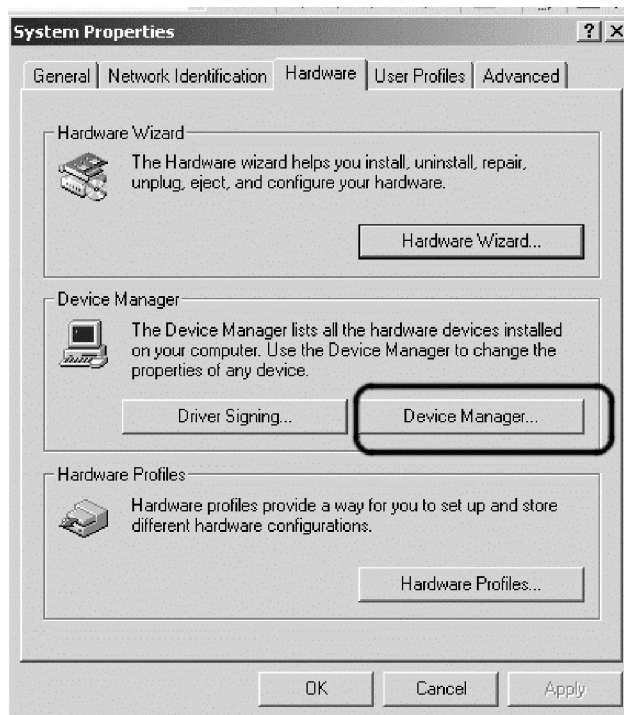 System Properties
General Network Identification Hardware User Profiles Advanced
Hardware Wizard
The Hardware wizard helps you install, uninstall, repair,
unplug, eject, and configure your hardware.
Hardware Wizard...
Device Manager
The Device Manager lists all the hardware devices installed
on your computer. Use the Device Manager to change the
properties of any device.
Driver Signing... Device Manager...
Hardware Profiles
Hardware profiles provide a way for you to set up and store
different hardware configurations.
Hardware Profiles...
OK Cancel Apply